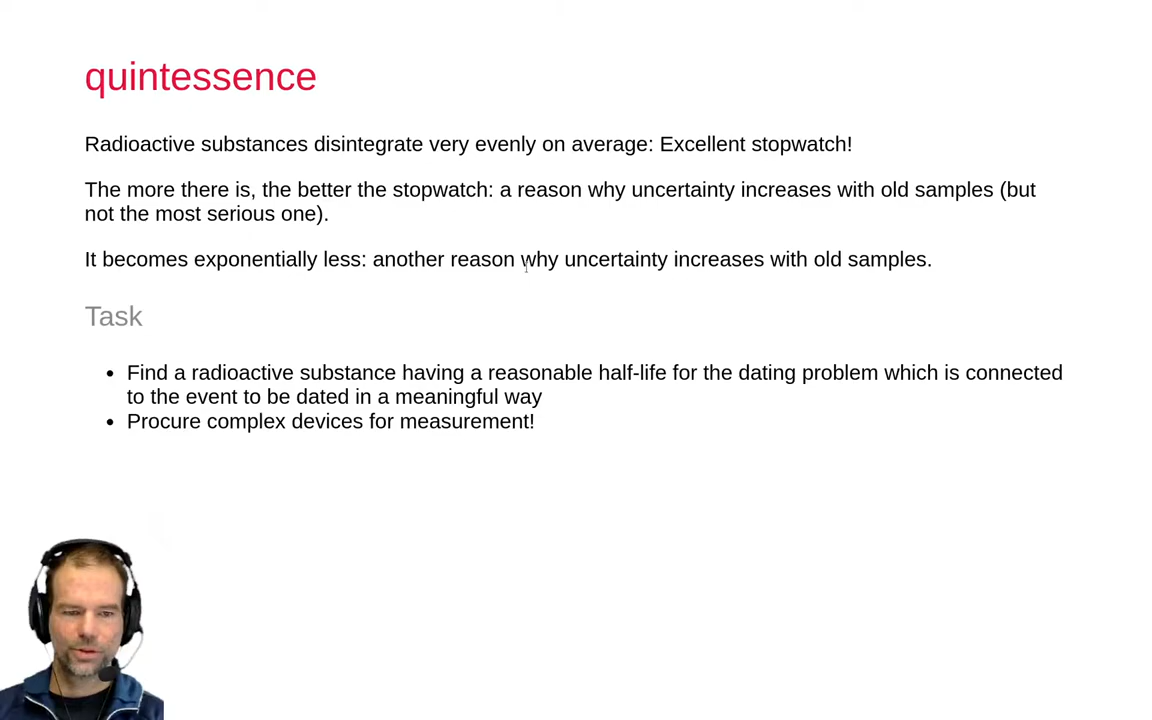 quintessence
Radioactive substances disintegrate very evenly on average: Excellent stopwatch!
The more there is, the better the stopwatch: a reason why uncertainty increases with old samples (but
not the most serious one).
It becomes exponentially less: another reason why uncertainty increases with old samples.
Task
• Find a radioactive substance having a reasonable half-life for the dating problem which is connected
to the event to be dated in a meaningful way
• Procure complex devices for measurement!